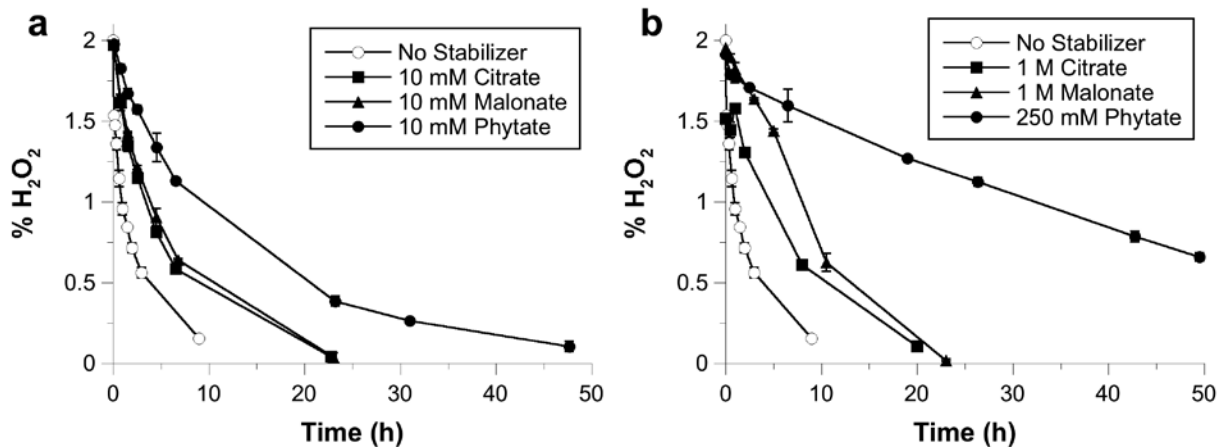 a
No Stabilizer
10 mM Citrate
10 mM Malonate
10 mM Phytate
% H₂O₂
2
1.5
1
0.5
0
0 10 20 30 40 50
Time (h)
b
No Stabilizer
1 M Citrate
1 M Malonate
250 mM Phytate
% H₂O₂
2
1.5
1
0.5
0
0 10 20 30 40 50
Time (h)